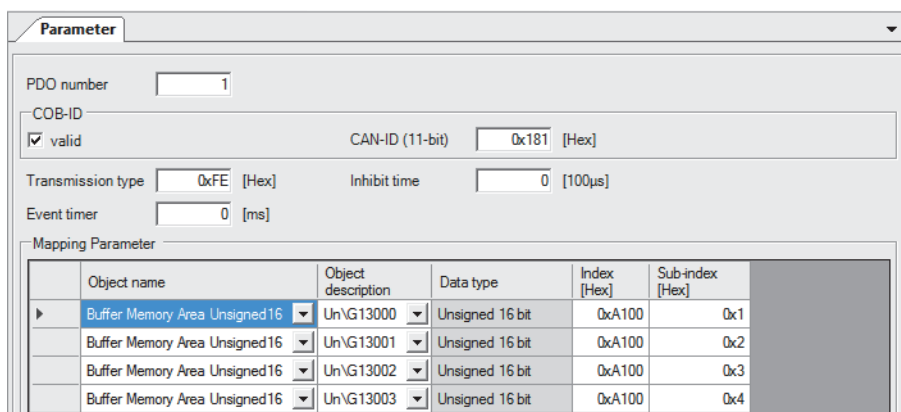 Parameter
PDO number 1
COB-ID
valid CAN-ID (11-bit) 0x181 [Hex]
Transmission type 0xFE [Hex] Inhibit time 0 [100µs]
Event timer 0 [ms]
Mapping Parameter
Object name Object description Data type Index [Hex] Sub-index [Hex]
Buffer Memory Area Unsigned16 Un\G13000 Unsigned 16 bit 0xA100 0x1
Buffer Memory Area Unsigned16 Un\G13001 Unsigned 16 bit 0xA100 0x2
Buffer Memory Area Unsigned16 Un\G13002 Unsigned 16 bit 0xA100 0x3
Buffer Memory Area Unsigned16 Un\G13003 Unsigned 16 bit 0xA100 0x4